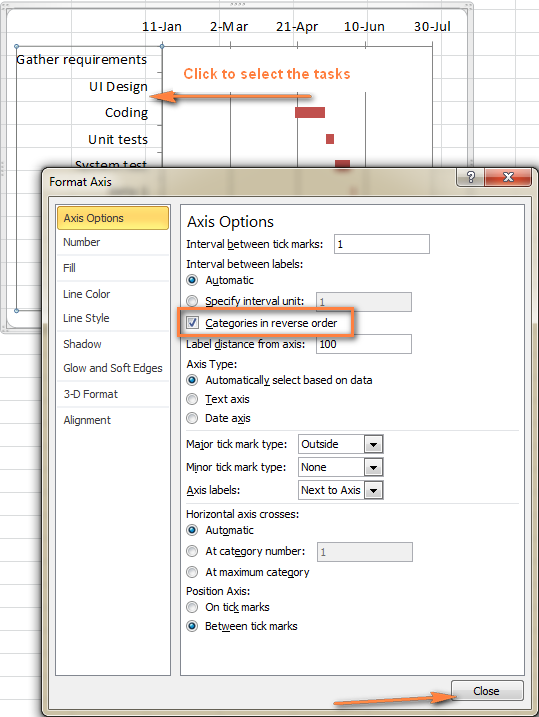 11-Jan 2-Mar 21-Apr 10-Jun 30-Jul
Gather requirements
Click to select the tasks
UI Design
Coding
Unit tests
System test
Format Axis
?
Axis Options
Number
Fill
Line Color
Line Style
Shadow
Glow and Soft Edges
3-D Format
Alignment
Axis Options
Interval between tick marks: 1
Interval between labels:
Automatic
Specify interval unit: 1
Categories in reverse order
Label distance from axis: 100
Axis Type:
Automatically select based on data
Text axis
Date axis
Major tick mark type: Outside
Minor tick mark type: None
Axis labels: Next to Axis
Horizontal axis crosses:
Automatic
At category number: 1
At maximum category
Position Axis:
On tick marks
Between tick marks
Close